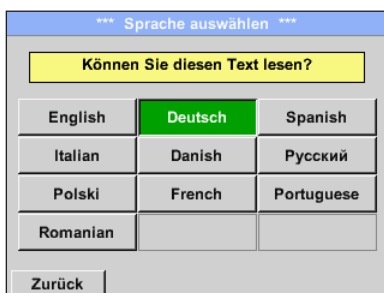 *** Sprache auswählen ***
Können Sie diesen Text lesen?
English Deutsch Spanish
Italian Danish Русский
Polski French Portuguese
Romanian
Zurück